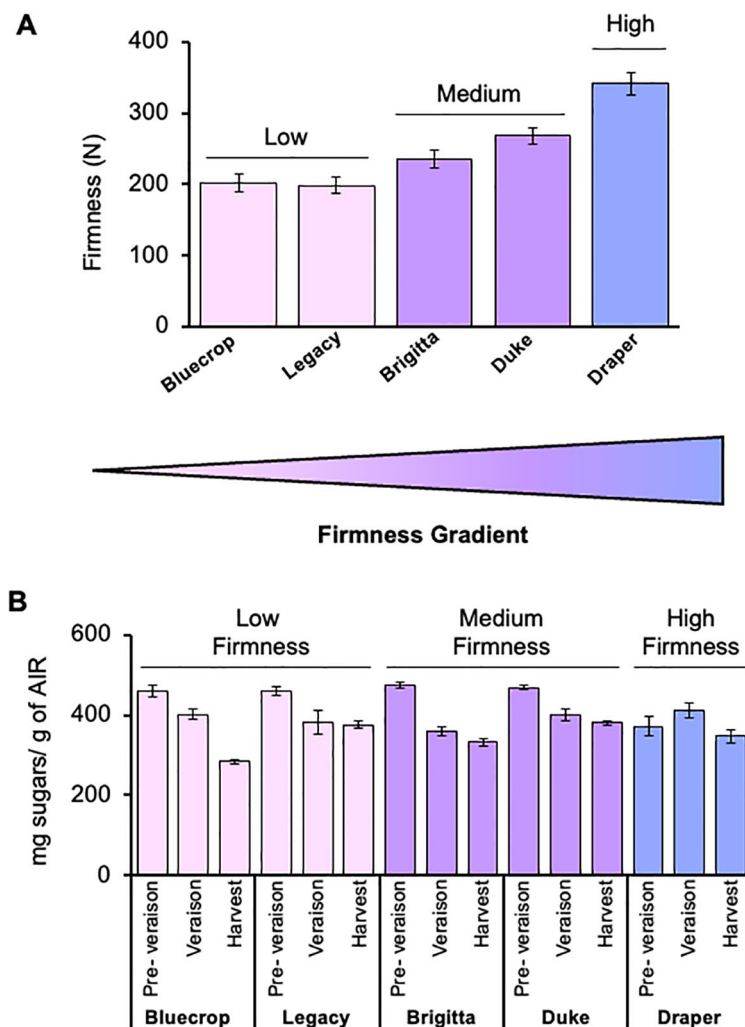 A
High
400
Medium
300
Low
Firmness (N)
200
100
0
Bluecrop
Legacy
Brigitta
Duke
Draper
Firmness Gradient
B
Low
Firmness
Medium
Firmness
High
Firmness
600
400
200
0
mg sugars/ g of AIR
Pre- veraison
Veraison
Harvest
Pre- veraison
Veraison
Harvest
Pre- veraison
Veraison
Harvest
Pre- veraison
Veraison
Harvest
Pre- veraison
Veraison
Harvest
Bluecrop
Legacy
Brigitta
Duke
Draper